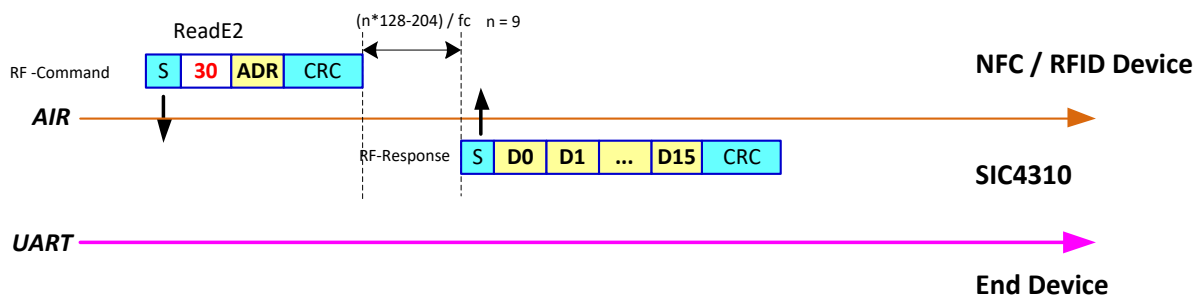 (n*128-204) / fc n = 9
ReadE2
RF -Command S 30 ADR CRC
NFC / RFID Device
AIR
RF-Response S D0 D1 ... D15 CRC
SIC4310
UART
End Device